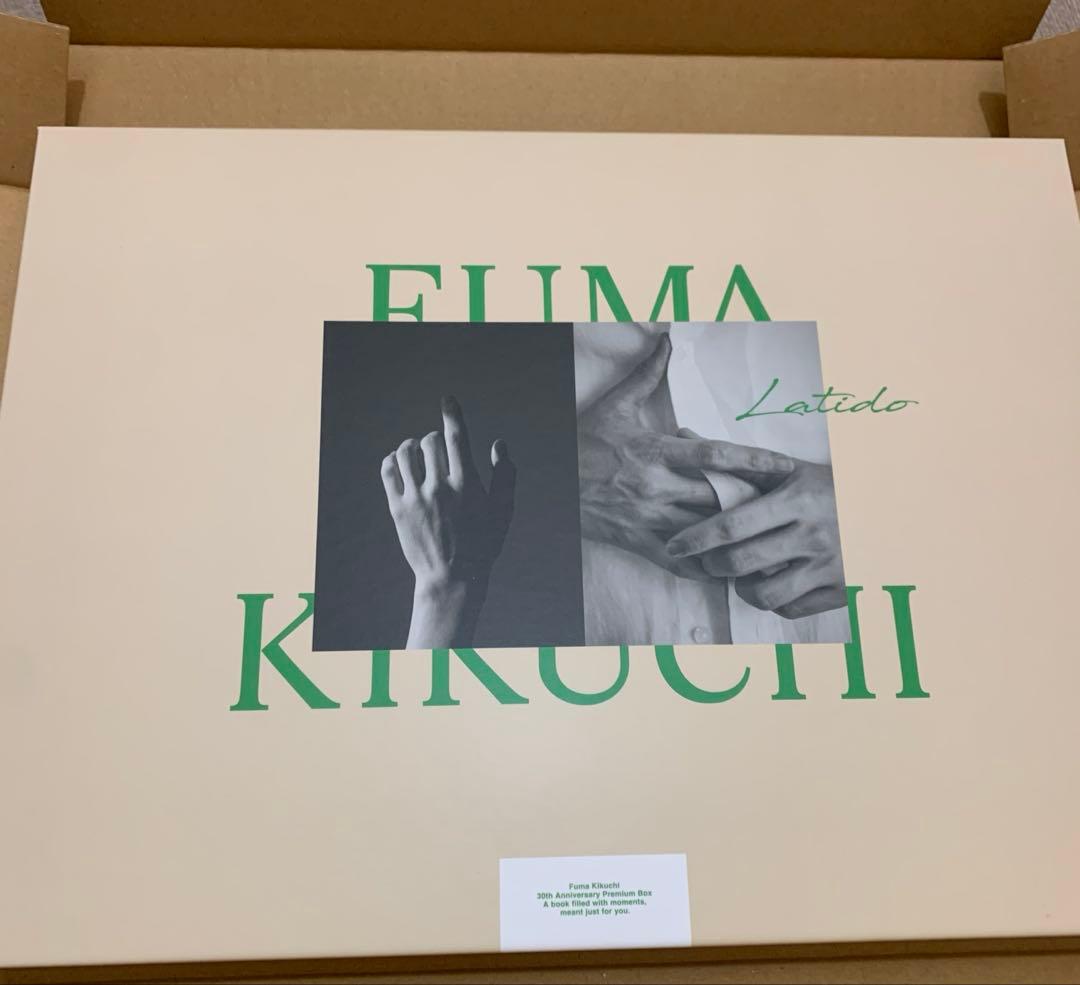 FUMA
Latido
KIKUCHI
Fuma Kikuchi
30th Anniversary Premium Box
A book filled with moments,
meant just for you.